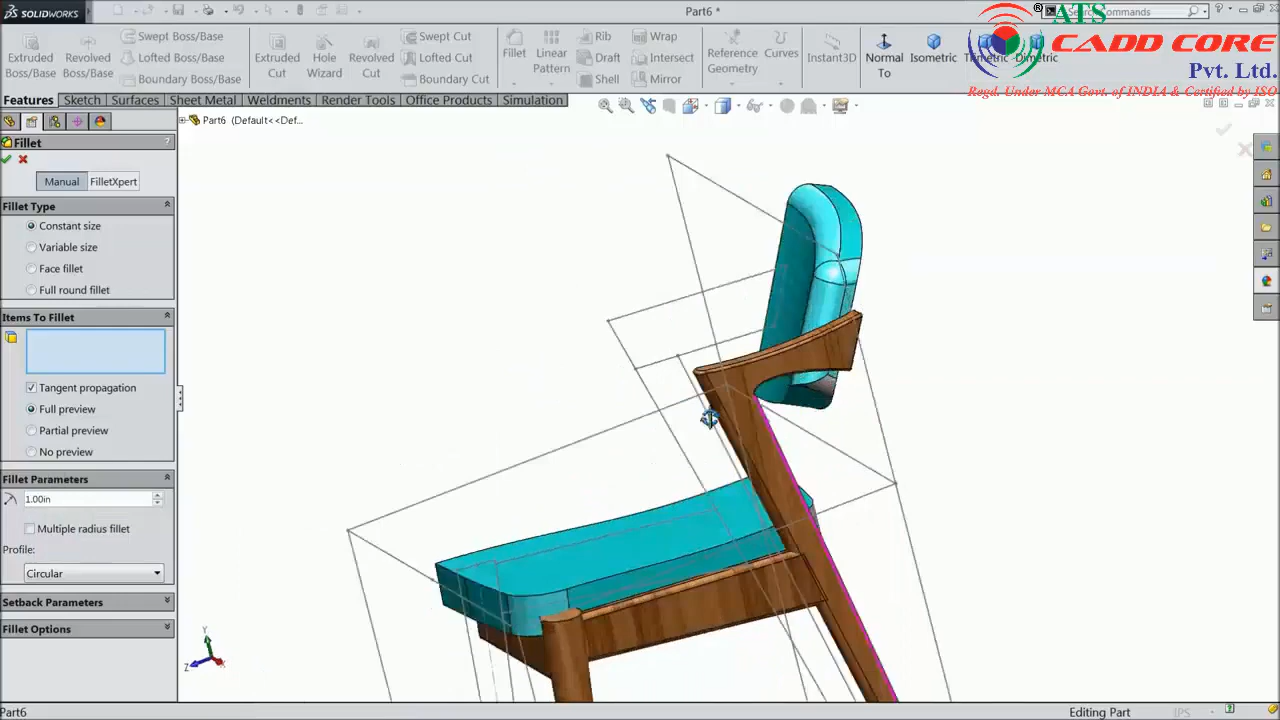 SOLIDWORKS
Part6 *
Search Commands
ATS
CADD CORE
Pvt. Ltd.
Regd. Under MCA Govt. of INDIA & Certified by ISO
Extruded Boss/Base
Revolved Boss/Base
Swept Boss/Base
Lofted Boss/Base
Boundary Boss/Base
Extruded Cut
Hole Wizard
Revolved Cut
Swept Cut
Lofted Cut
Boundary Cut
Fillet
Linear Pattern
Rib
Draft
Shell
Wrap
Intersect
Mirror
Reference Geometry
Curves
Instant3D
Normal To
Isometric
Trimetric
Dimetric
Features
Sketch
Surfaces
Sheet Metal
Weldments
Render Tools
Office Products
Simulation
Part6 (Default<<Def...
Fillet
?
Manual
FilletXpert
Fillet Type
Constant size
Variable size
Face fillet
Full round fillet
Items To Fillet
Tangent propagation
Full preview
Partial preview
No preview
Fillet Parameters
1.00in
Multiple radius fillet
Profile:
Circular
Setback Parameters
Fillet Options
Y
Z
X
Part6
Editing Part
IPS